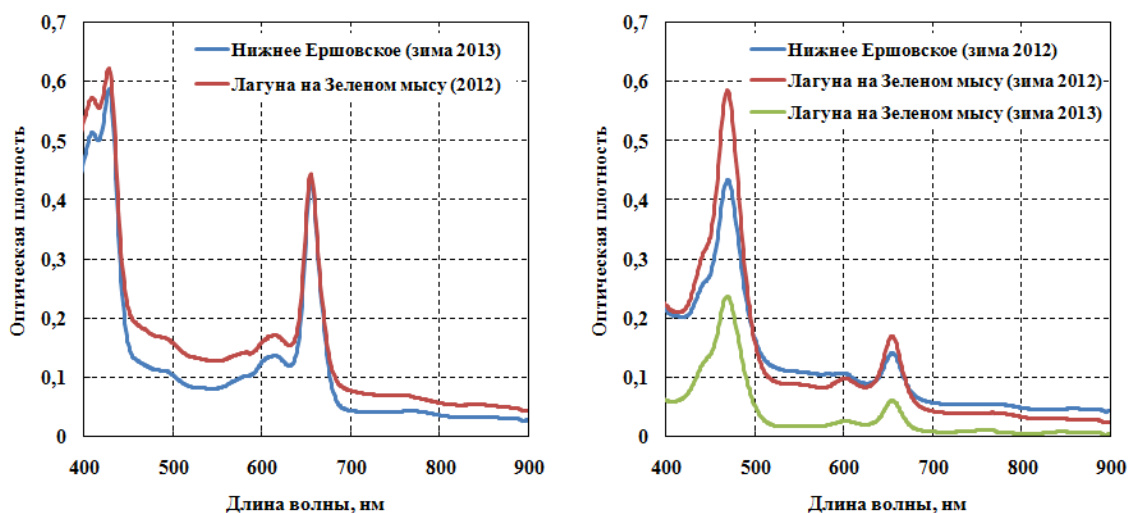 0,7
0,6
0,5
0,4
0,3
0,2
0,1
0
Оптическая плотность
Нижнее Ершовское (зима 2013)
Лагуна на Зеленом мысу (2012)
400 500 600 700 800 900
Длина волны, нм
0,7
0,6
0,5
0,4
0,3
0,2
0,1
0
Оптическая плотность
Нижнее Ершовское (зима 2012)
Лагуна на Зеленом мысу (зима 2012)
Лагуна на Зеленом мысу (зима 2013)
400 500 600 700 800 900
Длина волны, нм